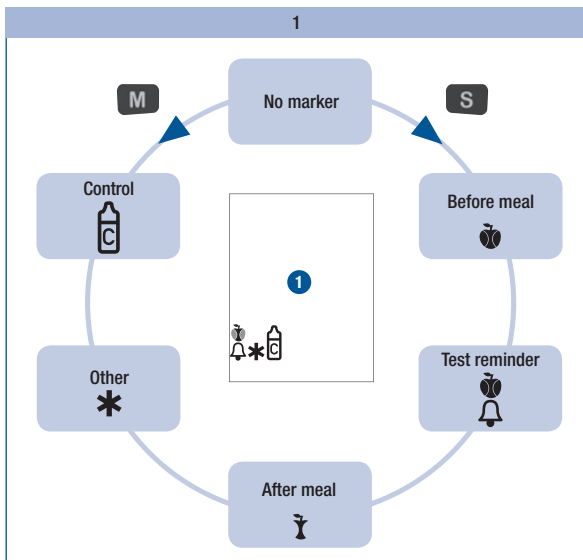 1
No marker
M
S
Control
C
Before meal
1
C
Test reminder
Other
After meal